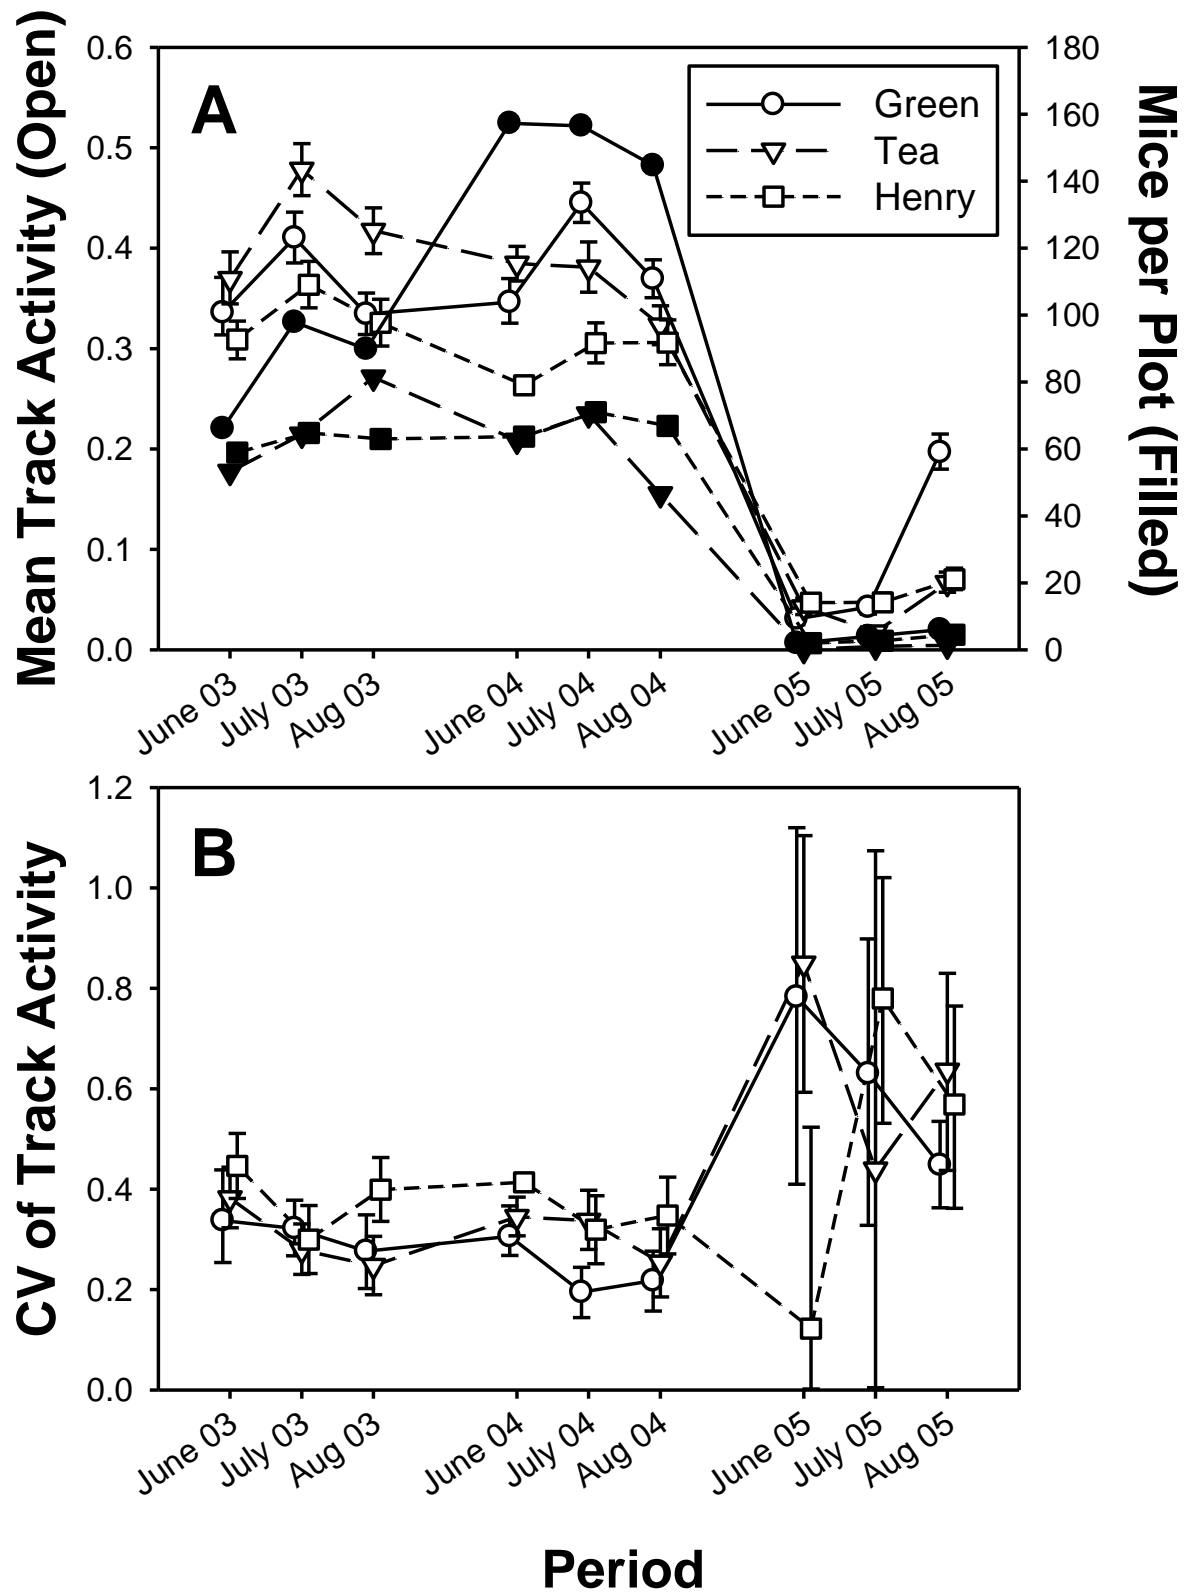 A
Mean Track Activity (Open)
0.6
0.5
0.4
0.3
0.2
0.1
0.0
Green
Tea
Henry
180
160
140
120
100
80
60
40
20
0
Mice per Plot (Filled)
June 03
July 03
Aug 03
June 04
July 04
Aug 04
June 05
July 05
Aug 05
B
CV of Track Activity
1.2
1.0
0.8
0.6
0.4
0.2
0.0
June 03
July 03
Aug 03
June 04
July 04
Aug 04
June 05
July 05
Aug 05
Period